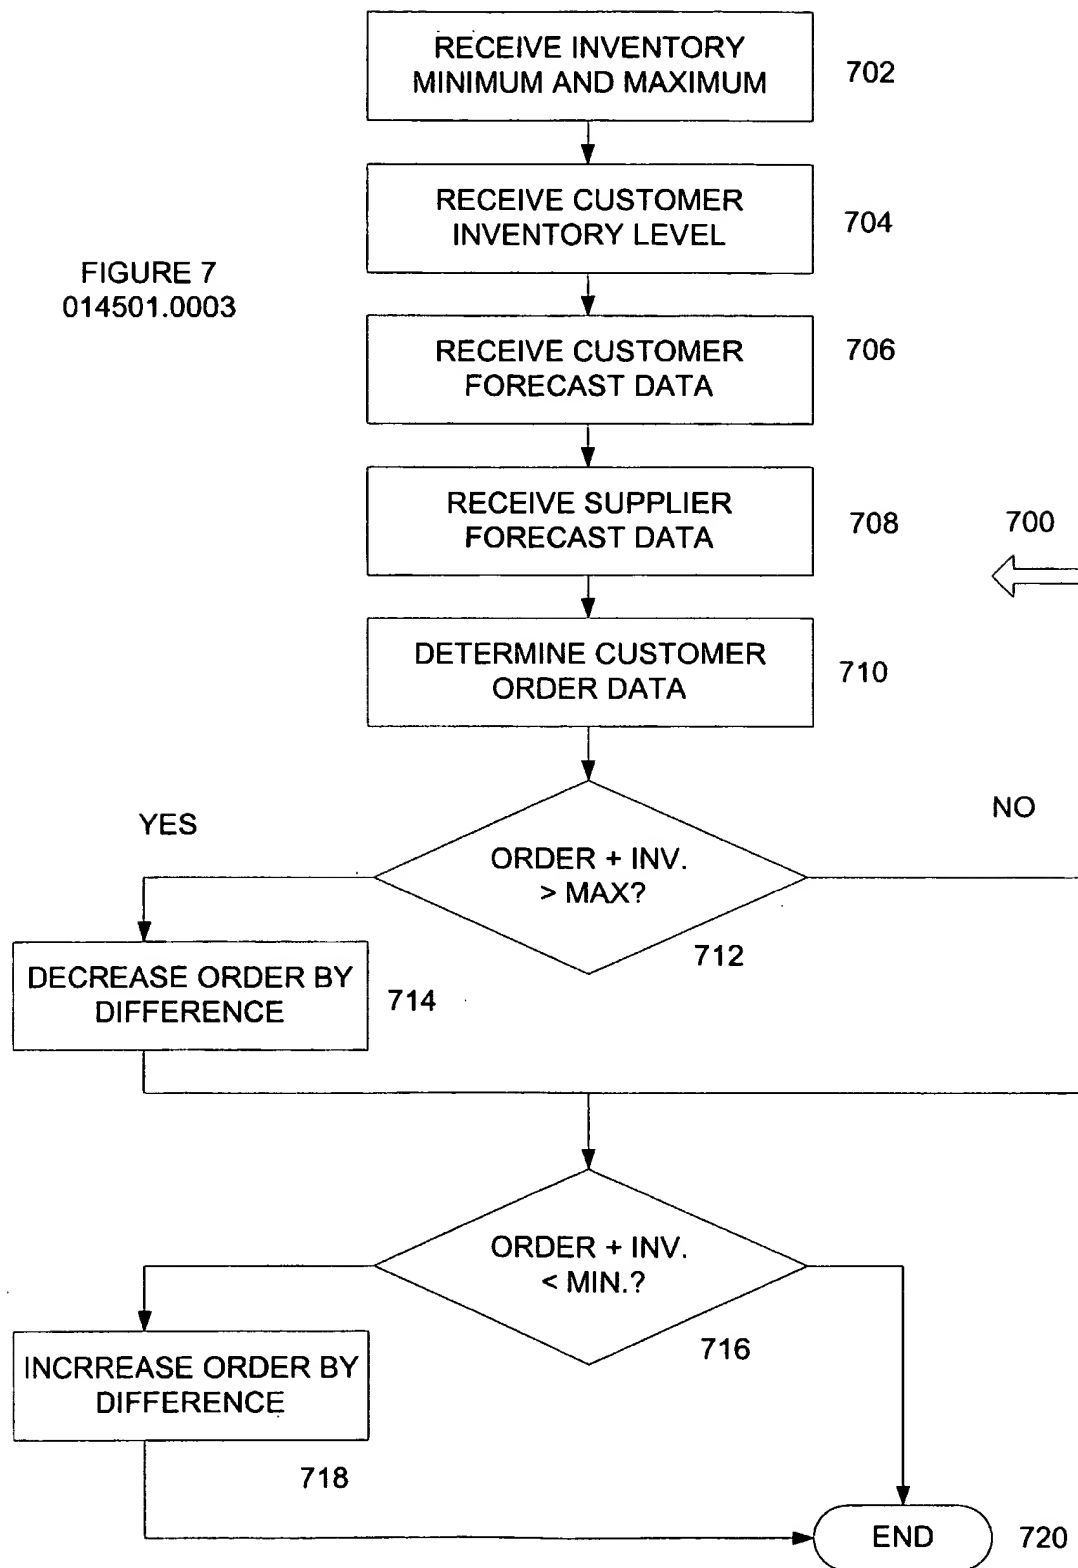 RECEIVE INVENTORY
MINIMUM AND MAXIMUM
702
RECEIVE CUSTOMER
INVENTORY LEVEL
704
FIGURE 7
014501.0003
RECEIVE CUSTOMER
FORECAST DATA
706
RECEIVE SUPPLIER
FORECAST DATA
708
700
DETERMINE CUSTOMER
ORDER DATA
710
YES
NO
ORDER + INV.
> MAX?
712
DECREASE ORDER BY
DIFFERENCE
714
ORDER + INV.
< MIN.?
716
INCRREASE ORDER BY
DIFFERENCE
718
END
720